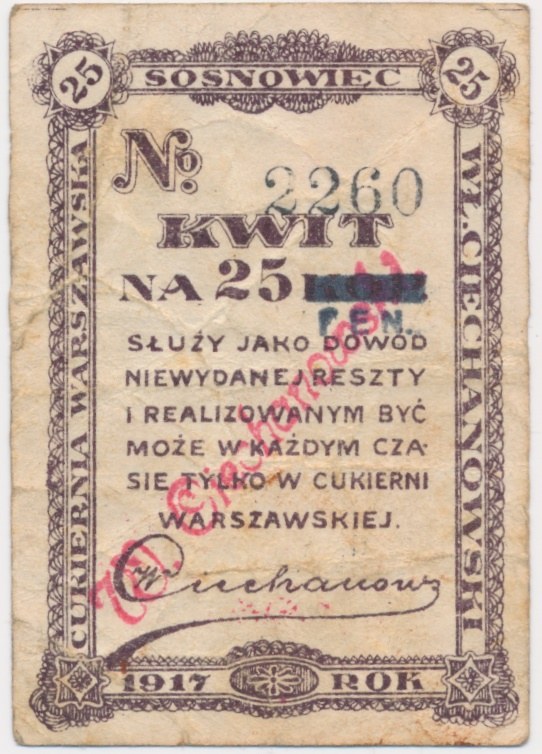 25 SOSNOWIEC 25
CUKIERNIA WARSZAWSKA
WŁ. CIECHANOWSKI
No. 2260
KWIT
NA 25 KOP.
FEN.
SŁUŻY JAKO DOWÓD
NIEWYDANEJ RESZTY
I REALIZOWANYM BYĆ
MOŻE W KAŻDYM CZA-
SIE TYLKO W CUKIERNI
WARSZAWSKIEJ.
W. Ciechanowski
1917 ROK